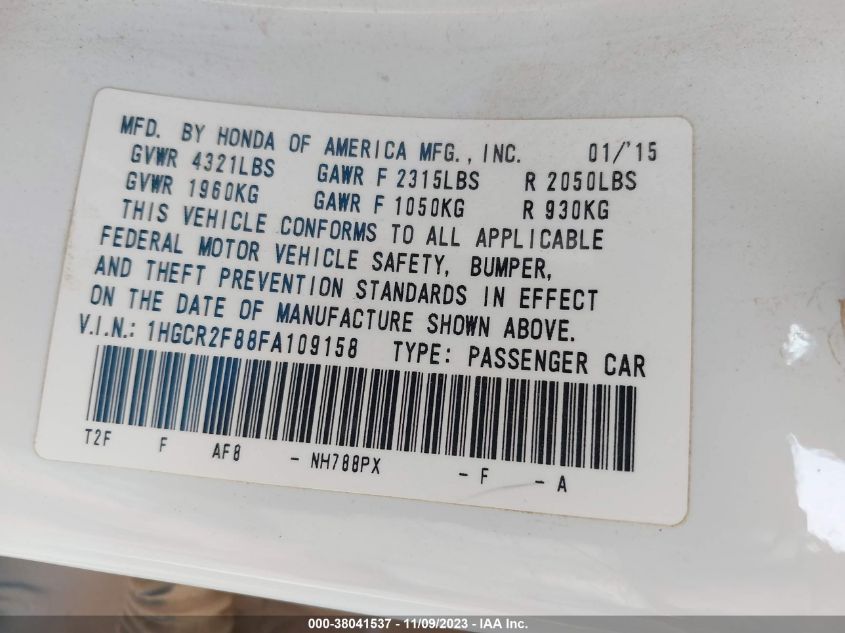 MFD. BY HONDA OF AMERICA MFG., INC. 01/'15
GVWR 4321LBS GAWR F 2315LBS R 2050LBS
GVWR 1960KG GAWR F 1050KG R 930KG
THIS VEHICLE CONFORMS TO ALL APPLICABLE
FEDERAL MOTOR VEHICLE SAFETY, BUMPER,
AND THEFT PREVENTION STANDARDS IN EFFECT
ON THE DATE OF MANUFACTURE SHOWN ABOVE.
V.I.N.: 1HGCR2F88FA109158 TYPE: PASSENGER CAR
T2F F AF8 - NH788PX - F - A
000-38041537 - 11/09/2023 - IAA Inc.